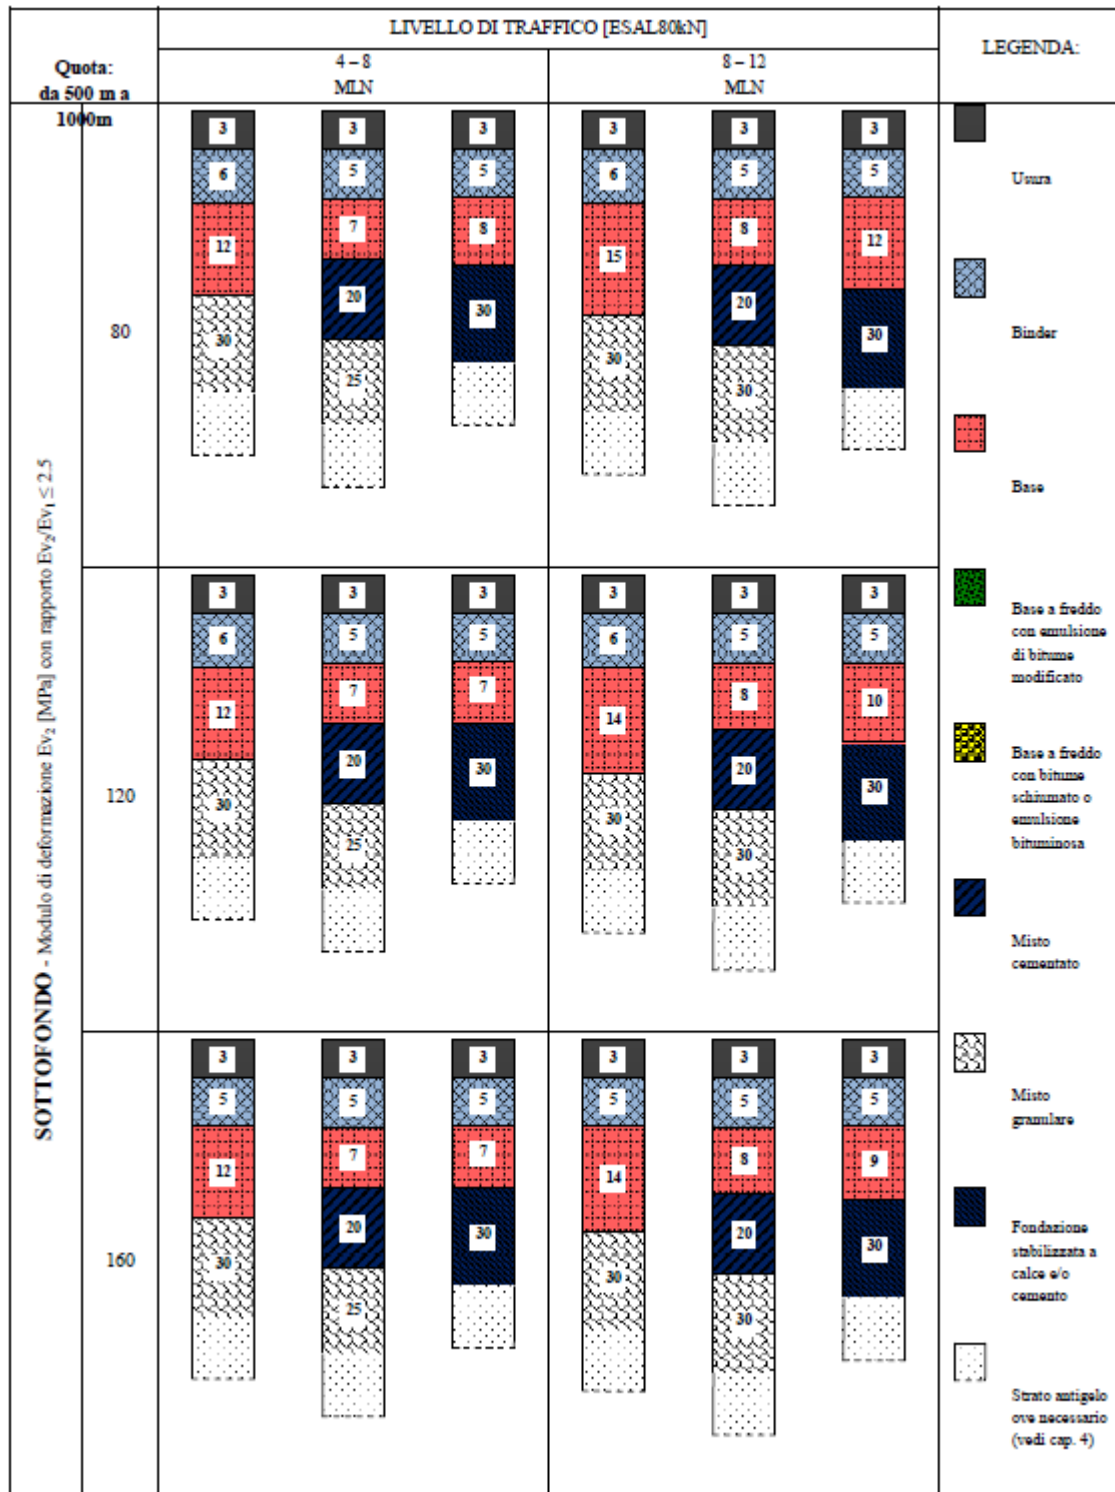 LIVELLO DI TRAFFICO [ESAL80kN]
LEGENDA:
Quota:
da 500 m a
1000m
4 – 8
MLN
8 – 12
MLN
SOTTOFONDO - Modulo di deformazione Ev2 [MPa] con rapporto Ev2/Ev1 ≤ 2.5
80
3
6
12
30
3
5
7
20
25
3
5
8
30
3
6
15
30
3
5
8
20
30
3
5
12
30
120
3
6
12
30
3
5
7
20
25
3
5
7
30
3
6
14
30
3
5
8
20
30
3
5
10
30
160
3
5
12
30
3
5
7
20
25
3
5
7
30
3
5
14
30
3
5
8
20
30
3
5
9
30
Usura
Binder
Base
Base a freddo
con emulsione
di bitume
modificato
Base a freddo
con bitume
schiumato o
emulsione
bituminosa
Misto
cementato
Misto
granulare
Fondazione
stabilizzata a
calce e/o
cemento
Strato antigelo
ove necessario
(vedi cap. 4)